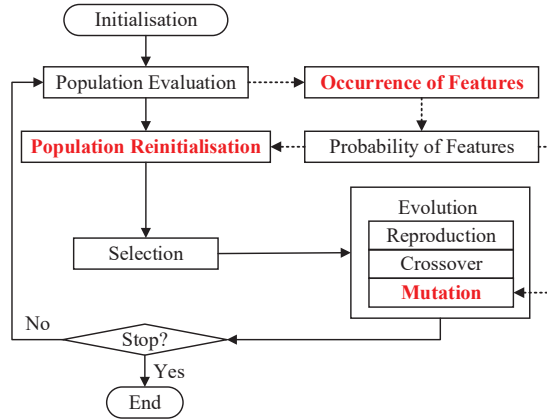 Initialisation
Population Evaluation
Occurrence of Features
Population Reinitialisation
Probability of Features
Evolution
Reproduction
Selection
Crossover
Mutation
No
Stop?
Yes
End